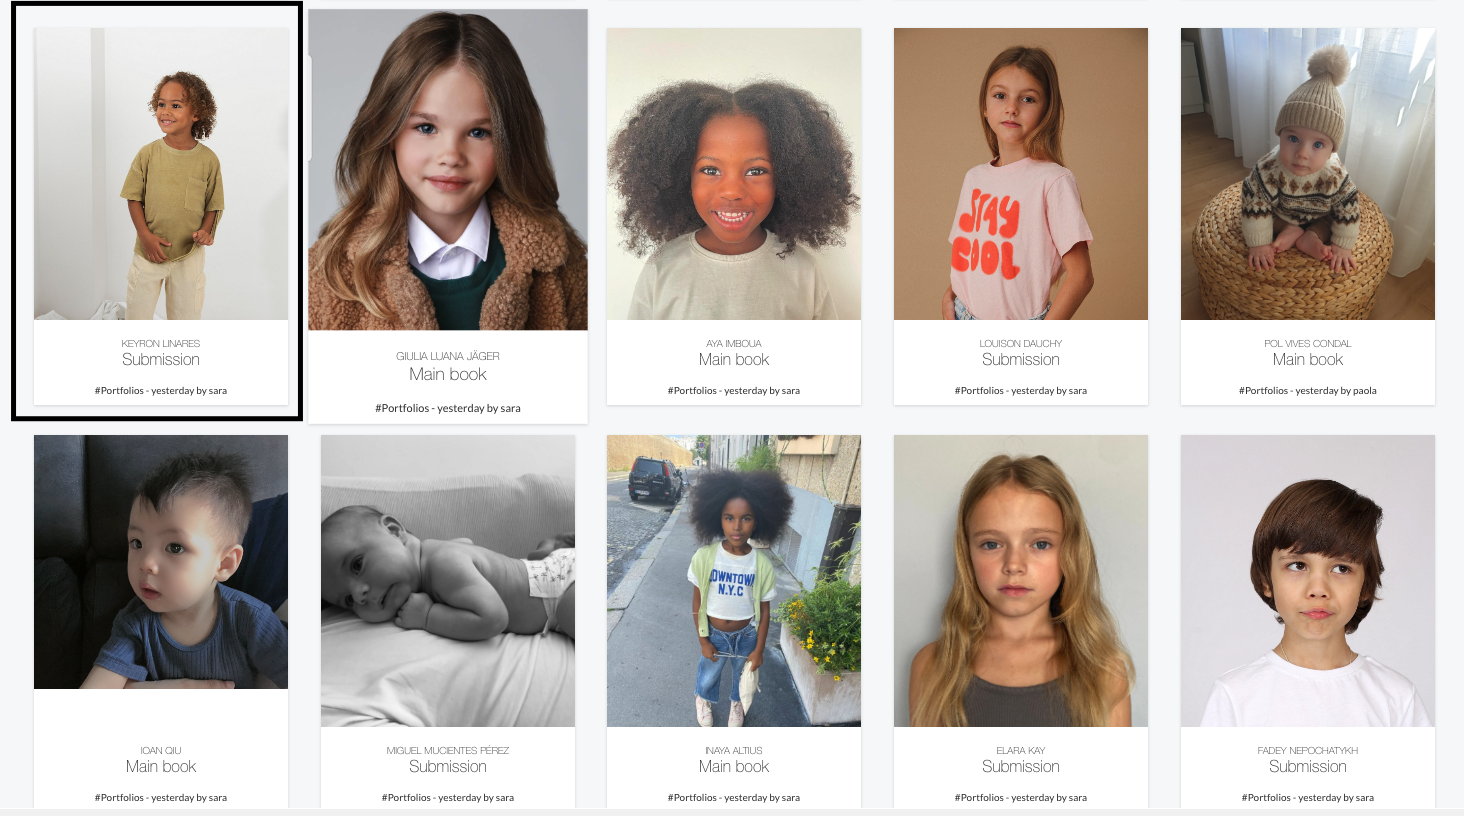 KEYRON LINARES
Submission
#Portfolios - yesterday by sara
GIULIA LUANA JÄGER
Main book
#Portfolios - yesterday by sara
AYA IMBOUA
Main book
#Portfolios - yesterday by sara
STAY
COOL
LOUISON DAUCHY
Submission
#Portfolios - yesterday by sara
POL VIVES CONDAL
Main book
#Portfolios - yesterday by paola
IOAN QIU
Main book
#Portfolios - yesterday by sara
MIGUEL MUCIENTES PÉREZ
Submission
#Portfolios - yesterday by sara
DOWNTOWN
N.Y.C
INAYA ALTIUS
Main book
#Portfolios - yesterday by sara
ELARA KAY
Submission
#Portfolios - yesterday by sara
FADEY NEPOCHATYKH
Submission
#Portfolios - yesterday by sara